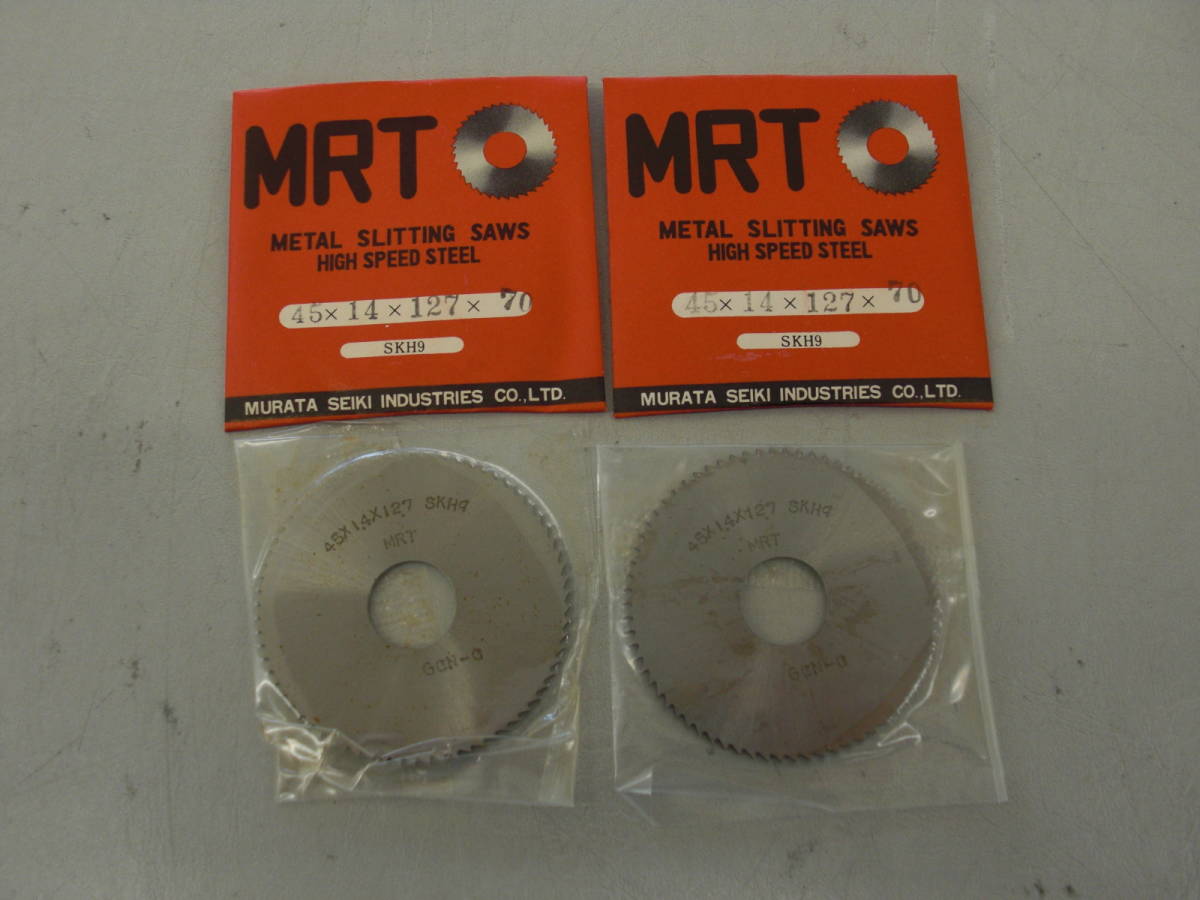 MRT
METAL SLITTING SAWS
HIGH SPEED STEEL
45× 14 × 127 × 70
SKH9
MURATA SEIKI INDUSTRIES CO.,LTD.
MRT
METAL SLITTING SAWS
HIGH SPEED STEEL
45× 14 × 127 × 70
SKH9
MURATA SEIKI INDUSTRIES CO.,LTD.
45X14X127 SKH9
MRT
45X14X127 SKH9
MRT